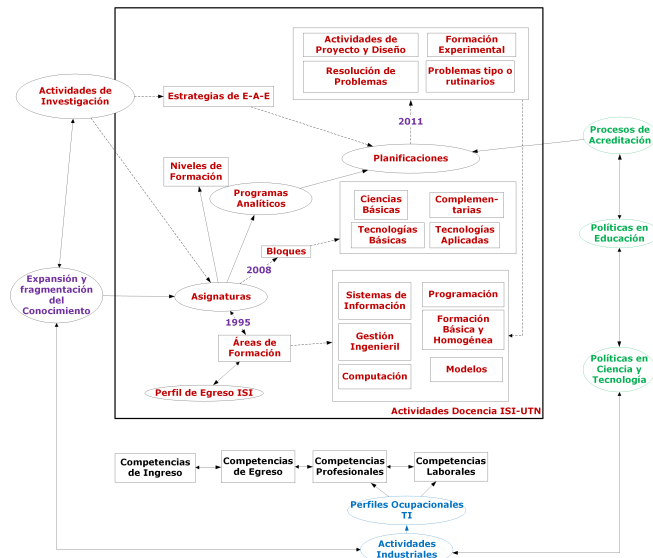 Actividades de
Proyecto y Diseño
Formación
Experimental
Resolución de
Problemas
Problemas tipo o
rutinarios
Actividades de
Investigación
Estrategias de E-A-E
2011
Procesos de
Acreditación
Planificaciones
Niveles de
Formación
Programas
Analíticos
Ciencias
Básicas
Complemen-
tarias
Tecnologías
Básicas
Tecnologías
Aplicadas
Políticas en
Educación
Bloques
2008
Expansión y
fragmentación
del
Conocimiento
Asignaturas
Sistemas de
Información
Programación
1995
Formación
Básica y
Homogénea
Gestión
Ingenieril
Áreas de
Formación
Computación
Modelos
Políticas en
Ciencia y
Tecnología
Perfil de Egreso ISI
Actividades Docencia ISI-UTN
Competencias
de Ingreso
Competencias
de Egreso
Competencias
Profesionales
Competencias
Laborales
Perfiles Ocupacionales
TI
Actividades
Industriales